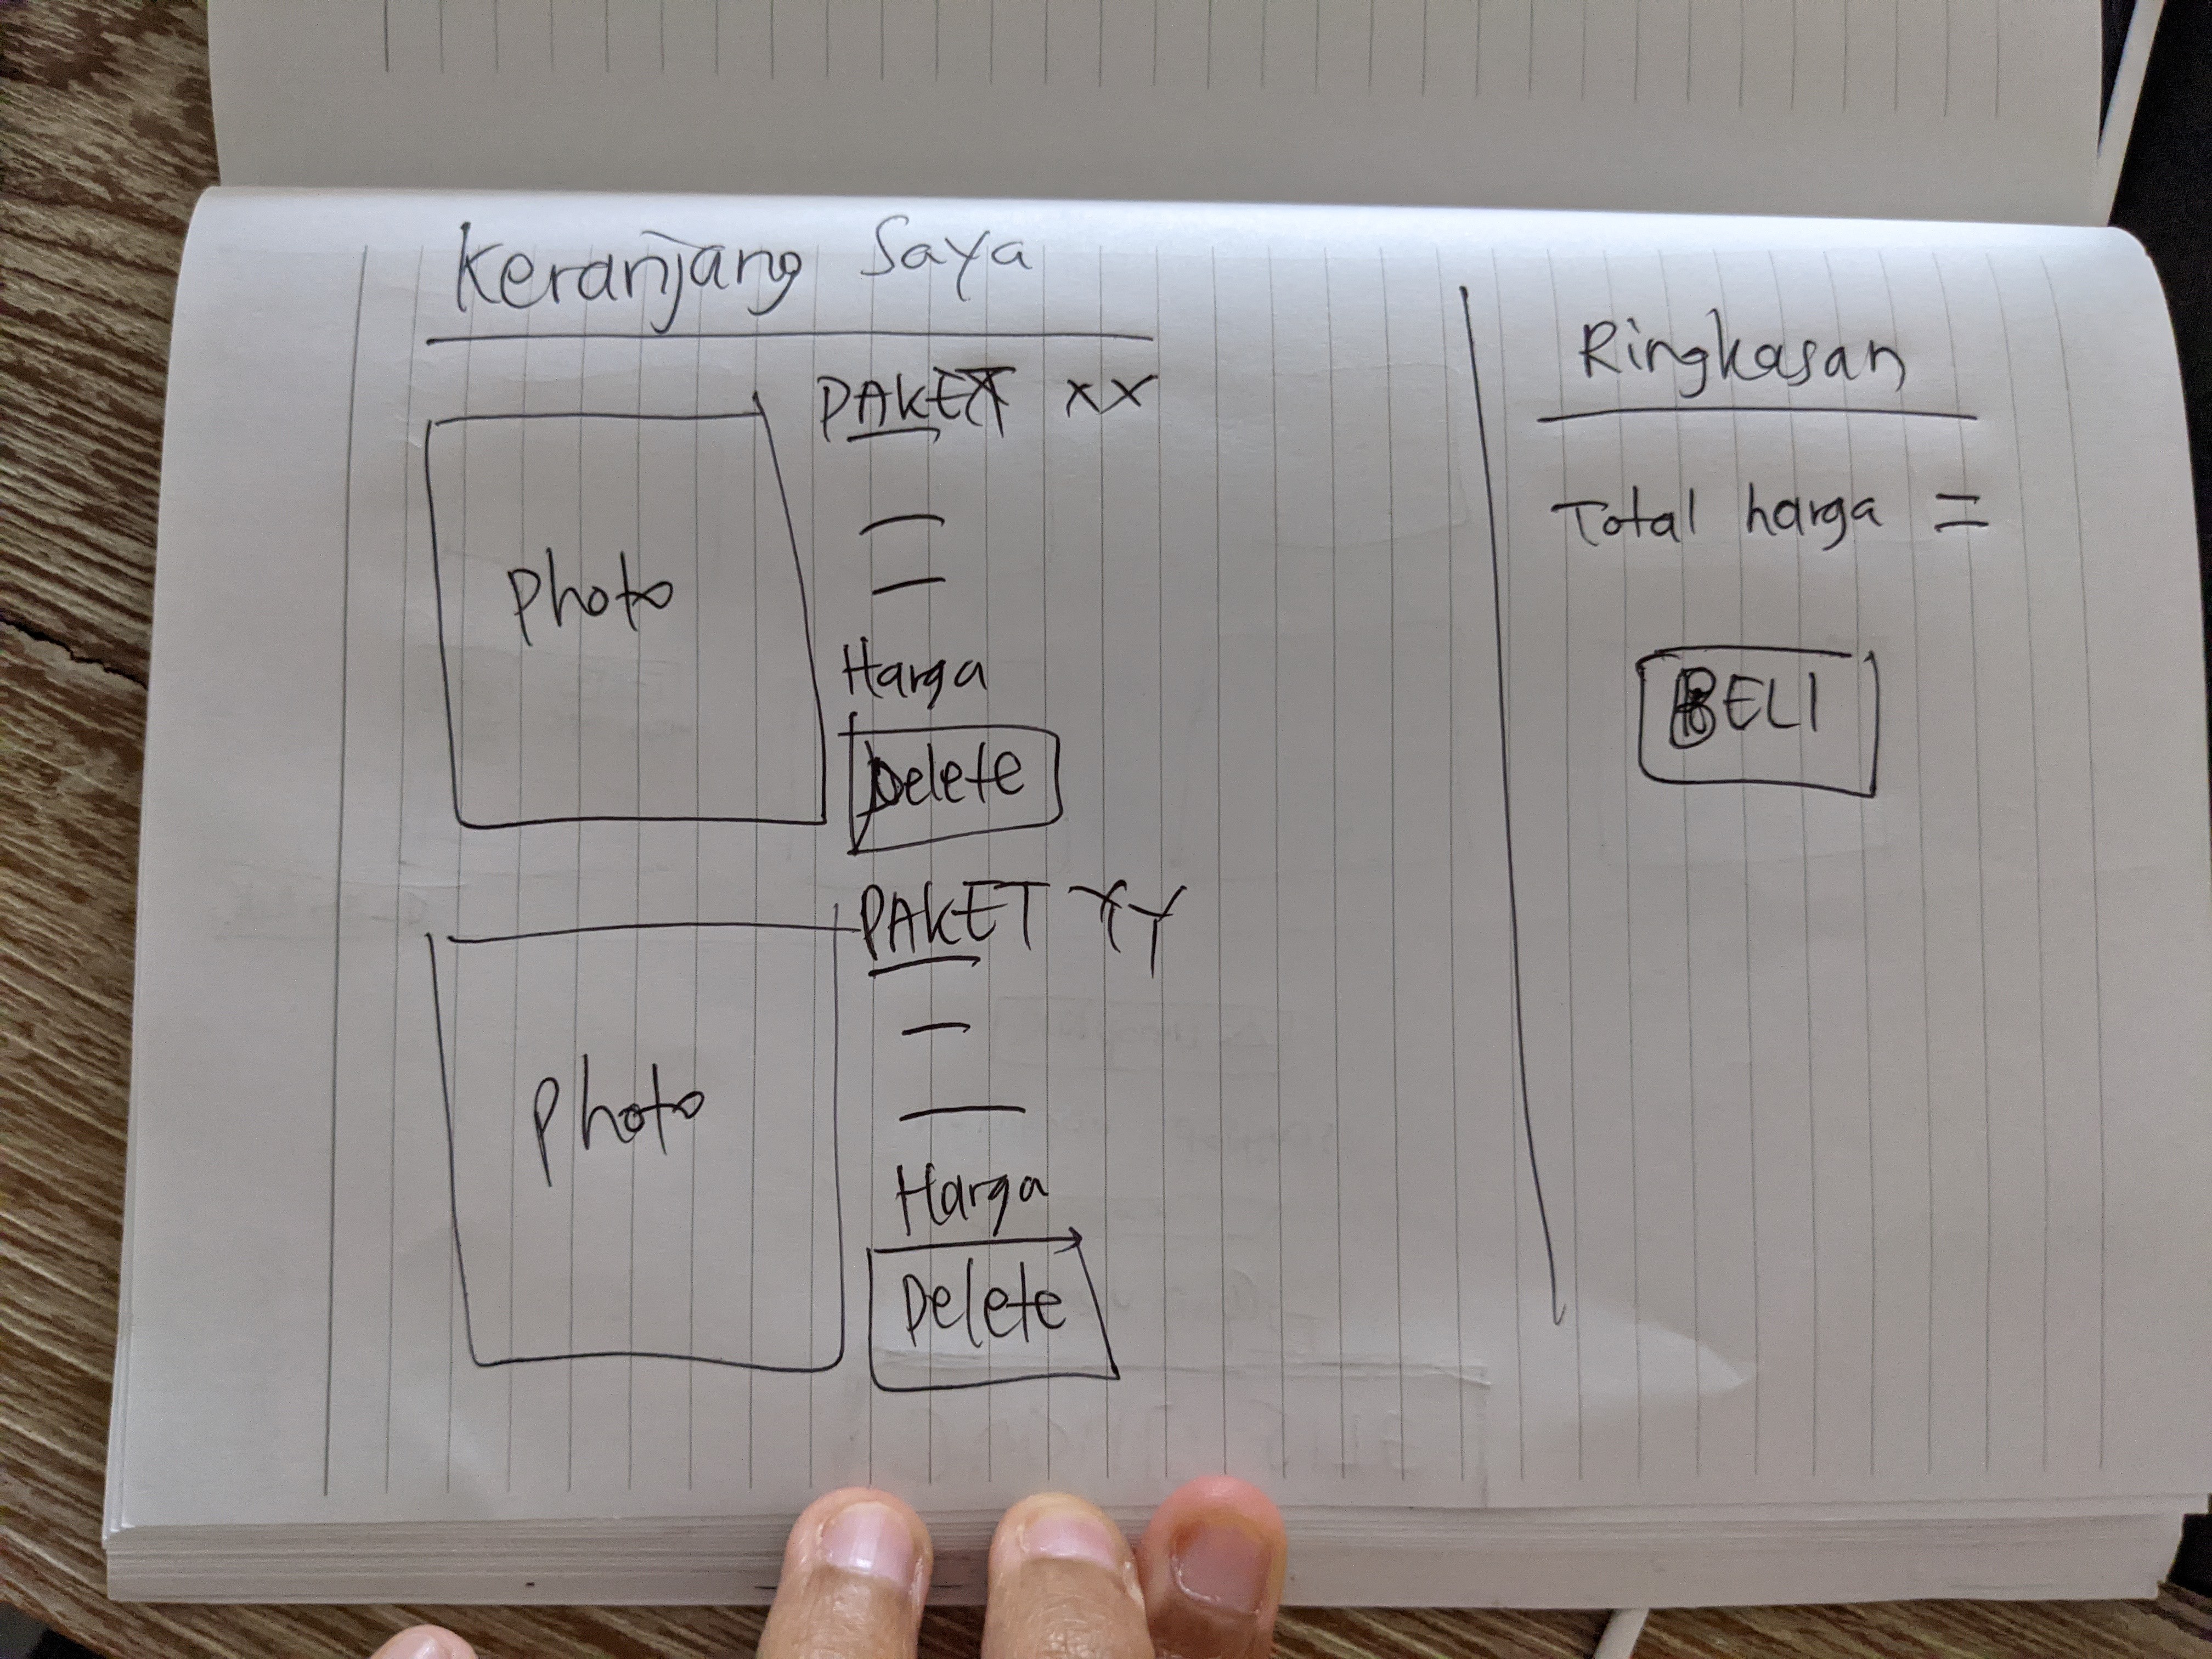 Keranjang Saya
PAKET XX
Photo
Harga
Delete
PAKET YY
Photo
Harga
Delete
Ringkasan
Total harga =
BELI